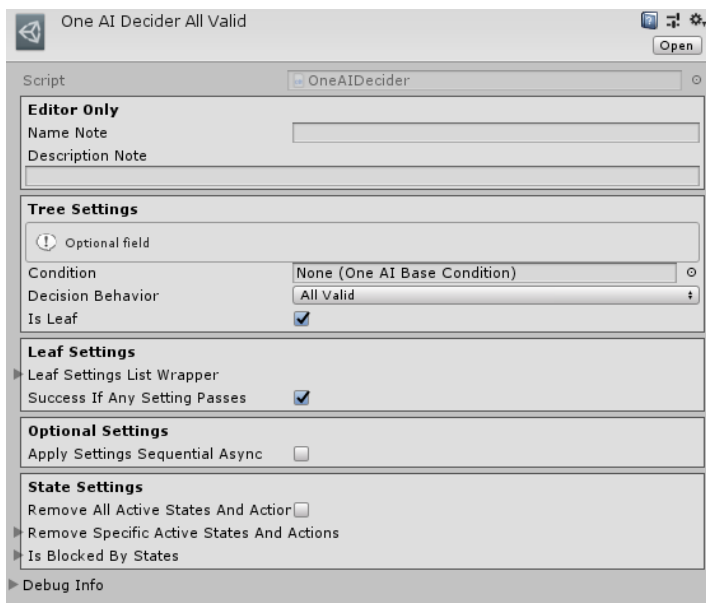 One AI Decider All Valid
Open
Script OneAIDecider
Editor Only
Name Note
Description Note
Tree Settings
Optional field
Condition None (One AI Base Condition)
Decision Behavior All Valid
Is Leaf
Leaf Settings
Leaf Settings List Wrapper
Success If Any Setting Passes
Optional Settings
Apply Settings Sequential Async
State Settings
Remove All Active States And Action
Remove Specific Active States And Actions
Is Blocked By States
Debug Info